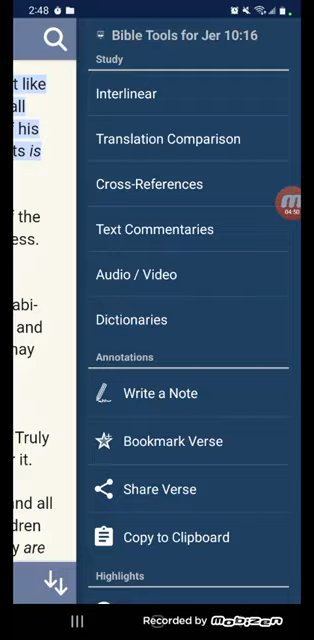 2:48
Bible Tools for Jer 10:16
Study
t like
Interlinear
all
his
Translation Comparison
ts is
Cross-References
04:50
f the
Text Commentaries
ess.
Audio / Video
abi-
Dictionaries
and
nay
Annotations
Write a Note
Truly
Bookmark Verse
it.
Share Verse
nd all
dren
Copy to Clipboard
y are
Highlights
Recorded by mobizen